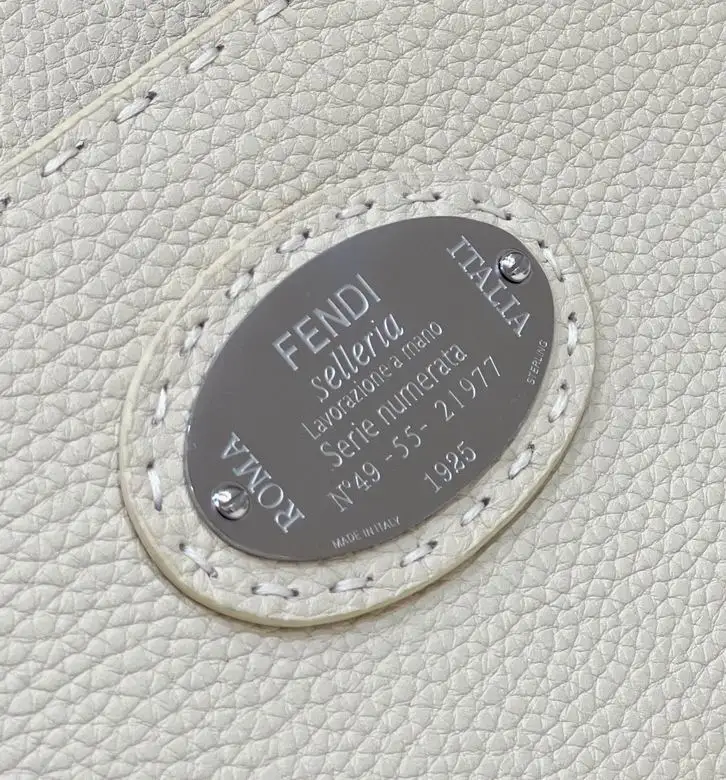 FENDI
Selleria
Lavorazione a mano
Serie numerata
N°49 -55- 21977
1925
ROMA
ITALIA
STERLING
MADE IN ITALY